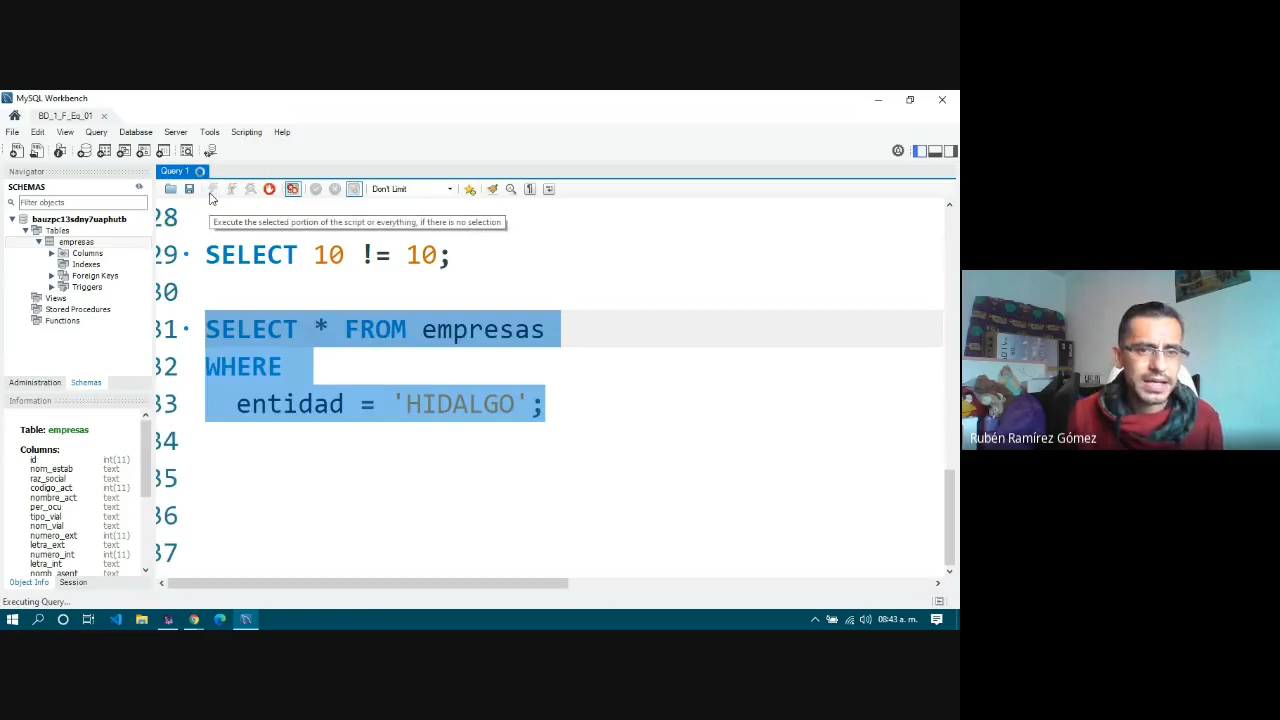 MySQL Workbench
BD_1_F_Eq_01
File Edit View Query Database Server Tools Scripting Help
Navigator
SCHEMAS
Filter objects
bauzpc13sdny7uaphutb
Tables
empresas
Columns
Indexes
Foreign Keys
Triggers
Views
Stored Procedures
Functions
Administration Schemas
Information
Table: empresas
Columns:
id int(11)
nom_estab text
raz_social text
codigo_act int(11)
nombre_act text
per_ocu text
tipo_vial text
nom_vial text
numero_ext int(11)
letra_ext text
numero_int int(11)
letra_int text
nomb_asent text
Object Info Session
Query 1
Don't Limit
Execute the selected portion of the script or everything, if there is no selection
28
29 SELECT 10 != 10;
30
31 SELECT * FROM empresas
32 WHERE
33 entidad = 'HIDALGO';
34
35
36
37
Executing Query...
08:43 a. m.
Rubén Ramírez Gómez